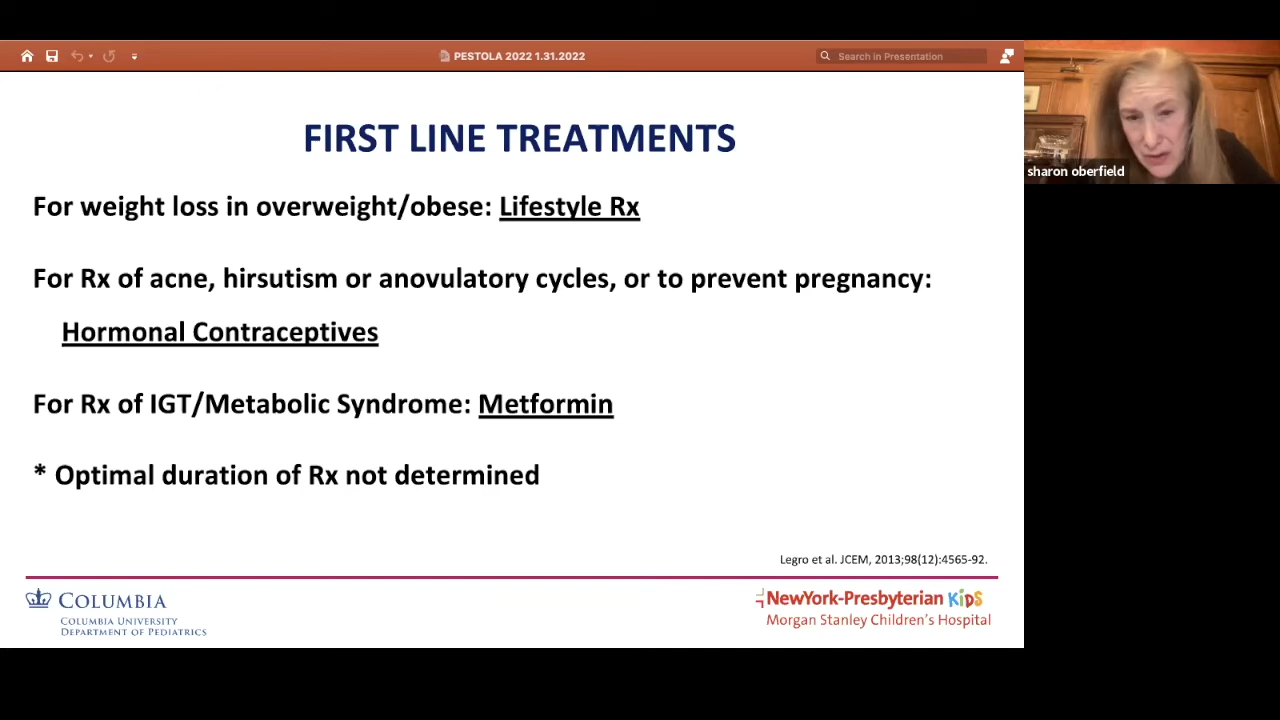 PESTOLA 2022 1.31.2022
Search in Presentation
sharon oberfield
FIRST LINE TREATMENTS
For weight loss in overweight/obese: Lifestyle Rx
For Rx of acne, hirsutism or anovulatory cycles, or to prevent pregnancy:
Hormonal Contraceptives
For Rx of IGT/Metabolic Syndrome: Metformin
* Optimal duration of Rx not determined
Legro et al. JCEM, 2013;98(12):4565-92.
COLUMBIA
COLUMBIA UNIVERSITY
DEPARTMENT OF PEDIATRICS
NewYork-Presbyterian KiDS
Morgan Stanley Children's Hospital